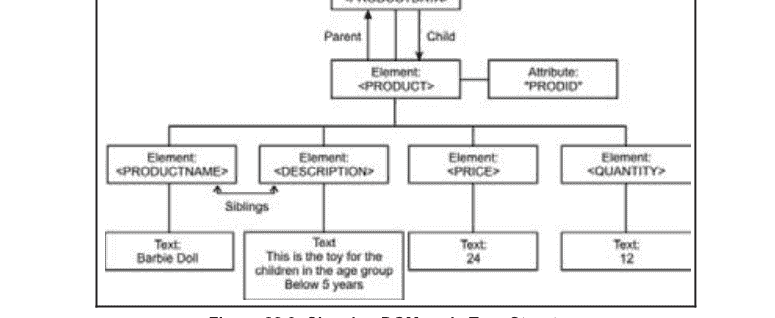 Parent
Child
Element:
<PRODUCT>
Attribute:
"PRODID"
Element:
<PRODUCTNAME>
Element:
<DESCRIPTION>
Element:
<PRICE>
Element:
<QUANTITY>
Siblings
Text:
Barbie Doll
Text
This is the toy for the
children in the age group
Below 5 years
Text:
24
Text:
12